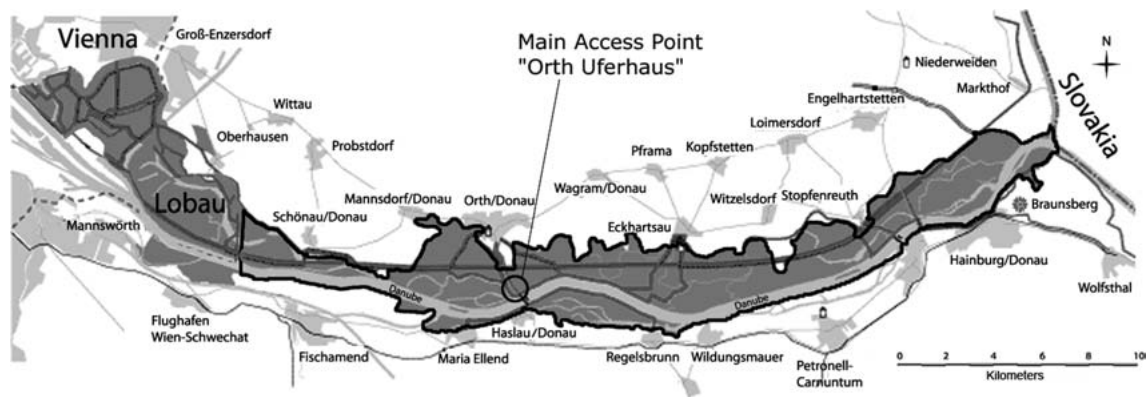 Vienna
Groß-Enzersdorf
Main Access Point
"Orth Uferhaus"
N
Niederweiden
Markthof
Slovakia
Engelhartstetten
Wittau
Oberhausen
Probstdorf
Loimersdorf
Kopfstetten
Pframa
Wagram/Donau
Mannsdorf/Donau
Orth/Donau
Witzelsdorf
Stopfenreuth
Lobau
Mannswörth
Schönau/Donau
Eckhartsau
Braunsberg
Hainburg/Donau
Wolfsthal
Danube
Danube
Flughafen
Wien-Schwechat
Fischamend
Maria Ellend
Haslau/Donau
Regelsbrunn
Wildungsmauer
Petronell-
Carnuntum
0 2 4 6 8 10
Kilometers